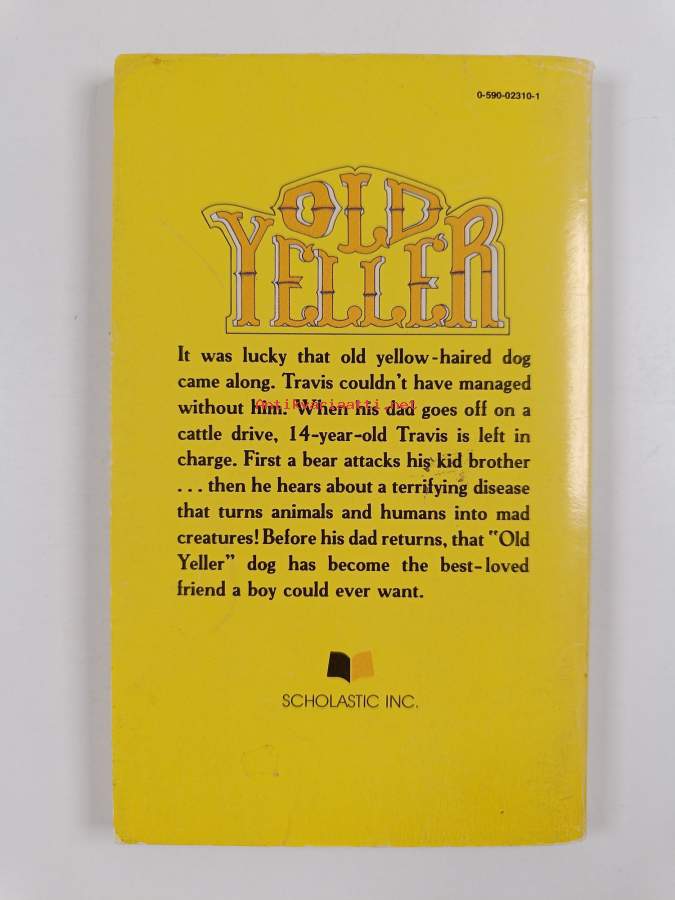 0-590-02310-1
OLD
YELLER
It was lucky that old yellow-haired dog
came along. Travis couldn't have managed
without him. When his dad goes off on a
Antikvariaatti.net
cattle drive, 14-year-old Travis is left in
charge. First a bear attacks his kid brother
. . . then he hears about a terrifying disease
that turns animals and humans into mad
creatures! Before his dad returns, that "Old
Yeller" dog has become the best-loved
friend a boy could ever want.
SCHOLASTIC INC.